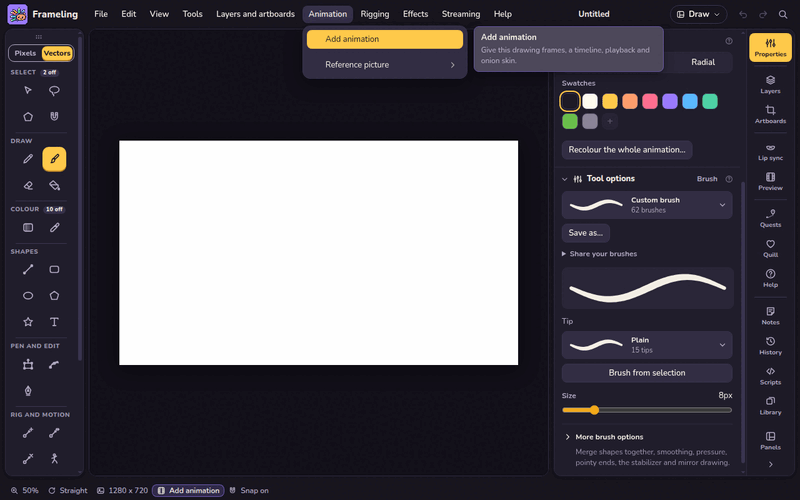 Frameling
File Edit View Tools Layers and artboards Animation Rigging Effects Streaming Help
Untitled
Draw
Add animation
Reference picture
Add animation
Give this drawing frames, a timeline, playback and
onion skin.
Pixels Vectors
SELECT 2 off
DRAW
COLOUR 10 off
SHAPES
PEN AND EDIT
RIG AND MOTION
Radial
Swatches
Recolour the whole animation...
Tool options Brush
Custom brush
62 brushes
Save as...
Share your brushes
Tip
Plain
15 tips
Brush from selection
Size 8px
More brush options
Merge shapes together, smoothing, pressure,
pointy ends, the stabilizer and mirror drawing.
Properties
Layers
Artboards
Lip sync
Preview
Quests
Quill
Help
Notes
History
Scripts
Library
Panels
50% Straight 1280 x 720 Add animation Snap on